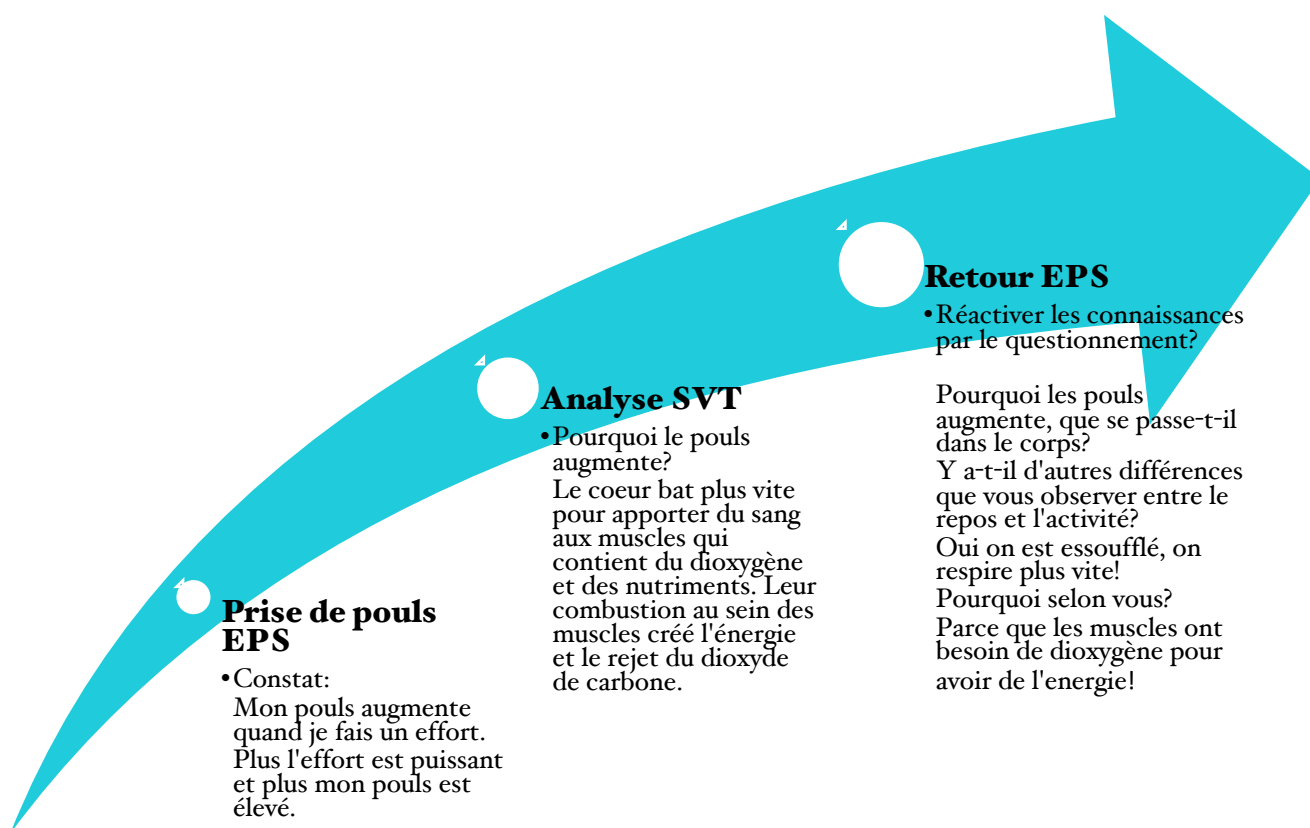 Prise de pouls
EPS
•Constat:
Mon pouls augmente
quand je fais un effort.
Plus l'effort est puissant
et plus mon pouls est
élevé.
Analyse SVT
•Pourquoi le pouls
augmente?
Le coeur bat plus vite
pour apporter du sang
aux muscles qui
contient du dioxygène
et des nutriments. Leur
combustion au sein des
muscles créé l'énergie
et le rejet du dioxyde
de carbone.
Retour EPS
•Réactiver les connaissances
par le questionnement?
Pourquoi les pouls
augmente, que se passe-t-il
dans le corps?
Y a-t-il d'autres différences
que vous observer entre le
repos et l'activité?
Oui on est essoufflé, on
respire plus vite!
Pourquoi selon vous?
Parce que les muscles ont
besoin de dioxygène pour
avoir de l'energie!